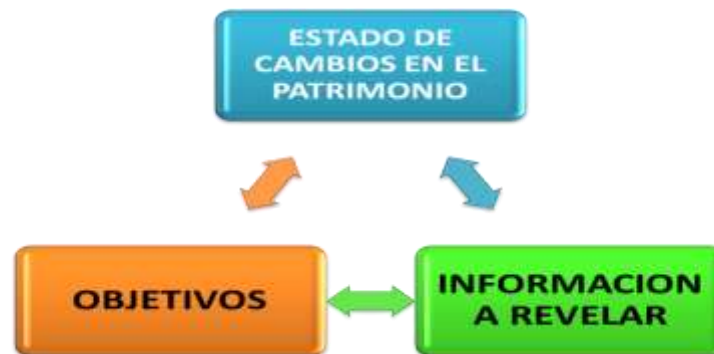 ESTADO DE
CAMBIOS EN EL
PATRIMONIO
OBJETIVOS
INFORMACION
A REVELAR